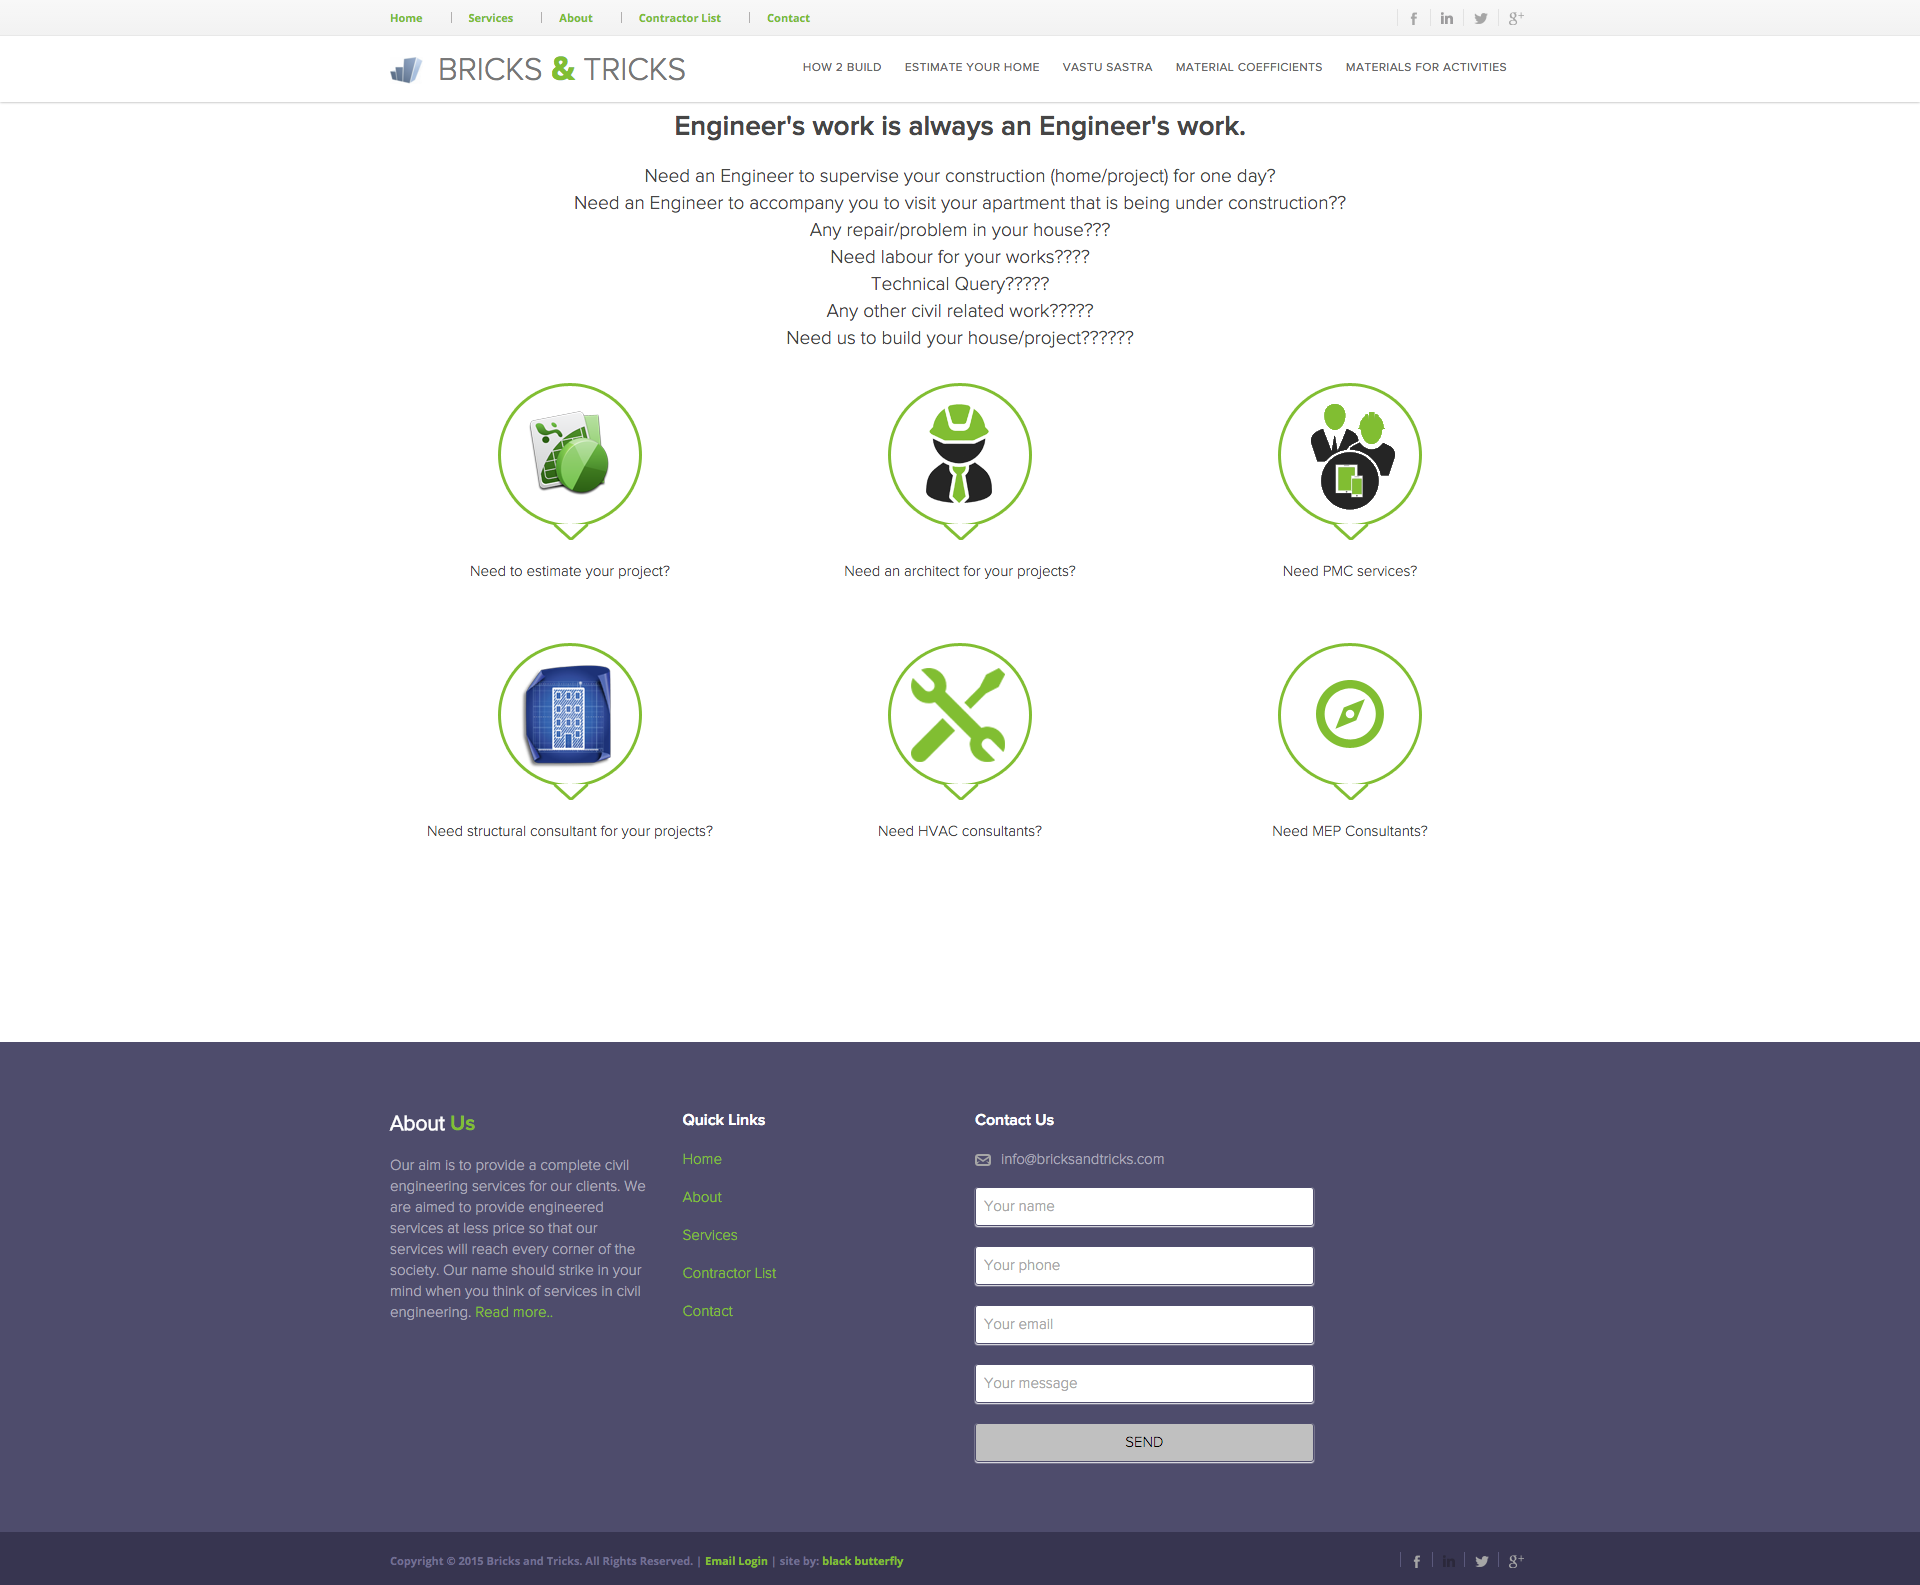 Home Services About Contractor List Contact
BRICKS & TRICKS
HOW 2 BUILD ESTIMATE YOUR HOME VASTU SASTRA MATERIAL COEFFICIENTS MATERIALS FOR ACTIVITIES
Engineer's work is always an Engineer's work.
Need an Engineer to supervise your construction (home/project) for one day?
Need an Engineer to accompany you to visit your apartment that is being under construction??
Any repair/problem in your house???
Need labour for your works????
Technical Query?????
Any other civil related work?????
Need us to build your house/project??????
Need to estimate your project?
Need an architect for your projects?
Need PMC services?
Need structural consultant for your projects?
Need HVAC consultants?
Need MEP Consultants?
About Us
Our aim is to provide a complete civil
engineering services for our clients. We
are aimed to provide engineered
services at less price so that our
services will reach every corner of the
society. Our name should strike in your
mind when you think of services in civil
engineering. Read more..
Quick Links
Home
About
Services
Contractor List
Contact
Contact Us
info@bricksandtricks.com
Your name
Your phone
Your email
Your message
SEND
Copyright © 2015 Bricks and Tricks. All Rights Reserved. | Email Login | site by: black butterfly